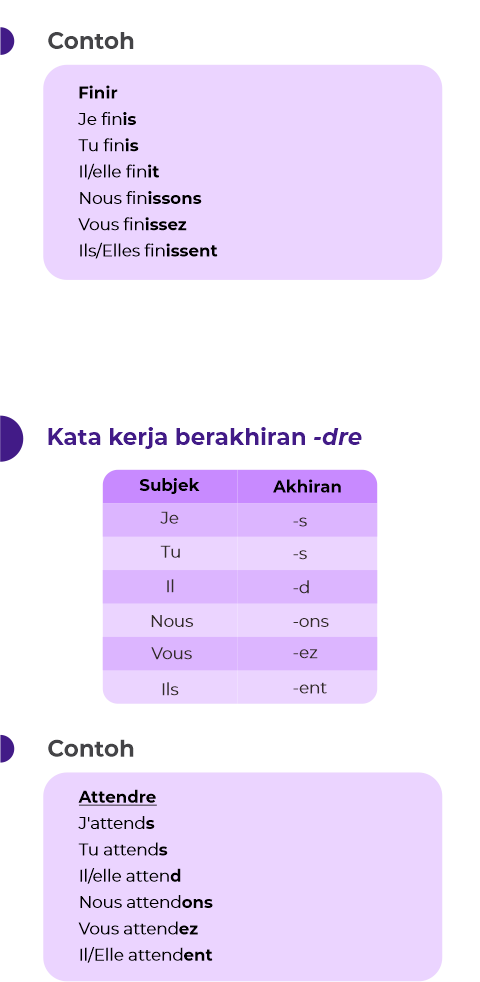 Contoh
Finir
Je finis
Tu finis
Il/elle finit
Nous finissons
Vous finissez
Ils/Elles finissent
Kata kerja berakhiran -dre
Subjek Akhiran
Je -s
Tu -s
Il -d
Nous -ons
Vous -ez
Ils -ent
Contoh
Attendre
J'attends
Tu attends
Il/elle attend
Nous attendons
Vous attendez
Il/Elle attendent